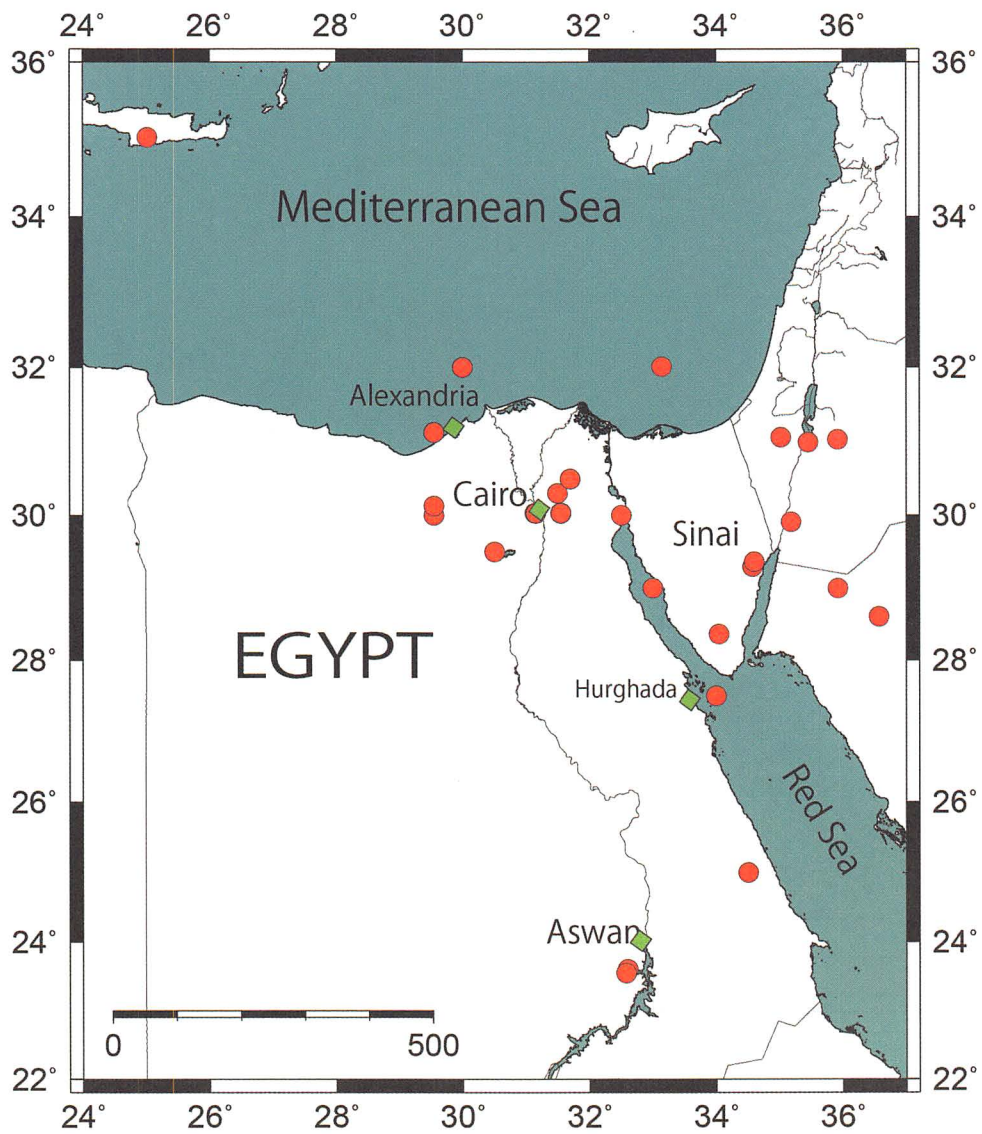 24° 26° 28° 30° 32° 34° 36°
36° 36°
Mediterranean Sea
34° 34°
32° 32°
Alexandria
Cairo
30° 30°
Sinai
EGYPT
28° 28°
Hurghada
Red Sea
26° 26°
Aswan
24° 24°
0 500
22° 22°
24° 26° 28° 30° 32° 34° 36°